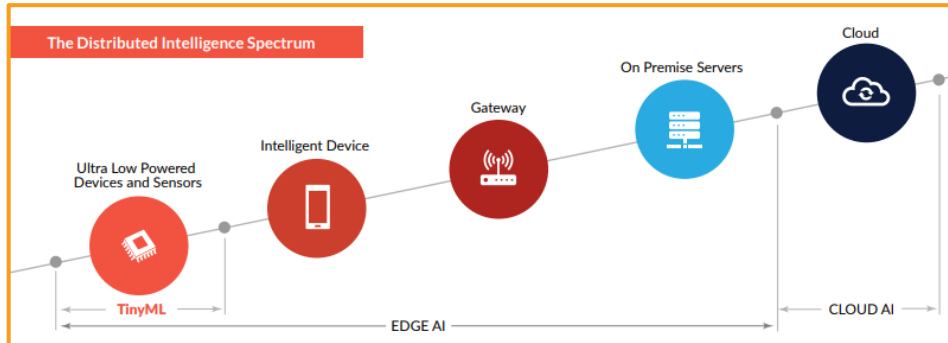 The Distributed Intelligence Spectrum
Cloud
On Premise Servers
Gateway
Intelligent Device
Ultra Low Powered
Devices and Sensors
TinyML
EDGE AI
CLOUD AI